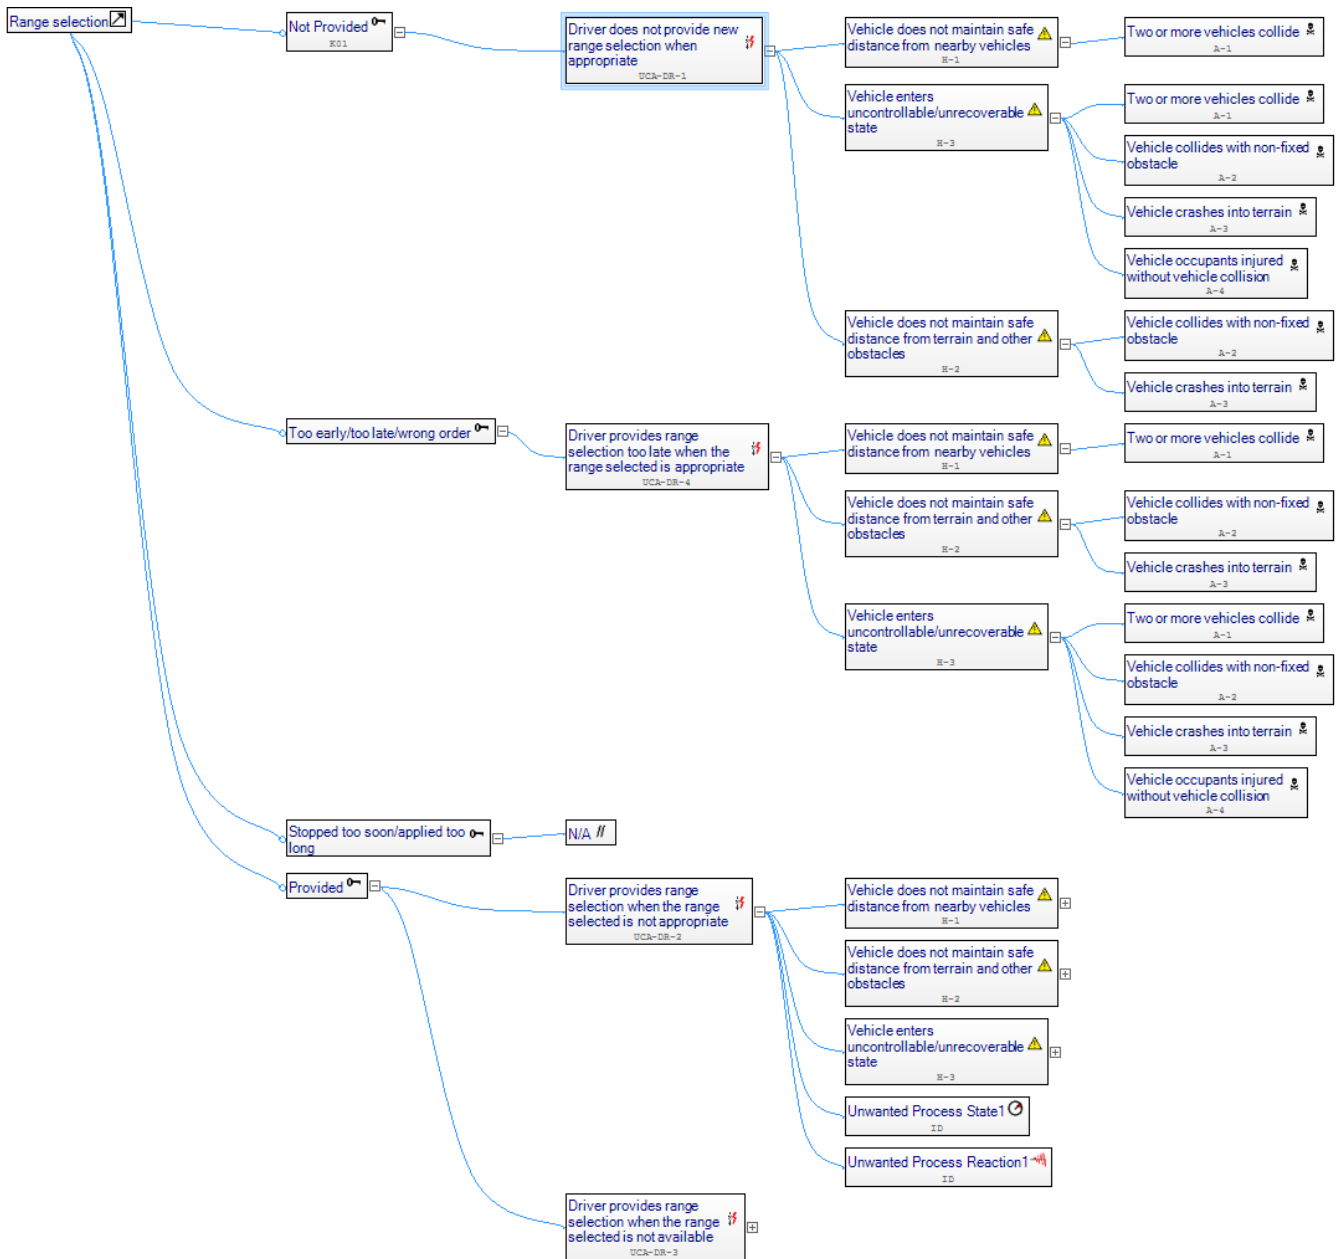 Range selection
Not Provided
K01
Driver does not provide new
range selection when
appropriate
UCA-DR-1
Vehicle does not maintain safe
distance from nearby vehicles
H-1
Two or more vehicles collide
A-1
Vehicle enters
uncontrollable/unrecoverable
state
H-3
Two or more vehicles collide
A-1
Vehicle collides with non-fixed
obstacle
A-2
Vehicle crashes into terrain
A-3
Vehicle occupants injured
without vehicle collision
A-4
Vehicle does not maintain safe
distance from terrain and other
obstacles
H-2
Vehicle collides with non-fixed
obstacle
A-2
Vehicle crashes into terrain
A-3
Too early/too late/wrong order
Driver provides range
selection too late when the
range selected is appropriate
UCA-DR-4
Vehicle does not maintain safe
distance from nearby vehicles
H-1
Two or more vehicles collide
A-1
Vehicle does not maintain safe
distance from terrain and other
obstacles
H-2
Vehicle collides with non-fixed
obstacle
A-2
Vehicle crashes into terrain
A-3
Vehicle enters
uncontrollable/unrecoverable
state
H-3
Two or more vehicles collide
A-1
Vehicle collides with non-fixed
obstacle
A-2
Vehicle crashes into terrain
A-3
Vehicle occupants injured
without vehicle collision
A-4
Stopped too soon/applied too
long
N/A
Provided
Driver provides range
selection when the range
selected is not appropriate
UCA-DR-2
Vehicle does not maintain safe
distance from nearby vehicles
H-1
Vehicle does not maintain safe
distance from terrain and other
obstacles
H-2
Vehicle enters
uncontrollable/unrecoverable
state
H-3
Unwanted Process State1
ID
Unwanted Process Reaction1
ID
Driver provides range
selection when the range
selected is not available
UCA-DR-3